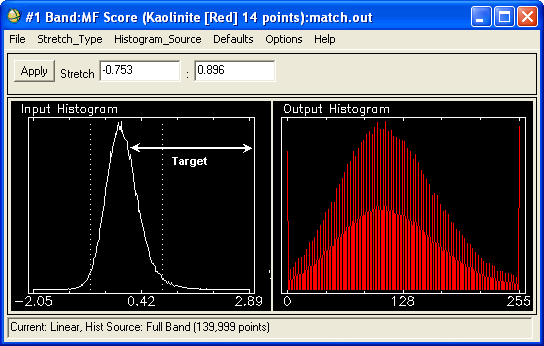 #1 Band:MF Score (Kaolinite [Red] 14 points):match.out
File Stretch_Type Histogram_Source Defaults Options Help
Apply Stretch -0.753 : 0.896
Input Histogram Output Histogram
Target
-2.05 0.42 2.89 0 128 255
Current: Linear, Hist Source: Full Band (139,999 points)